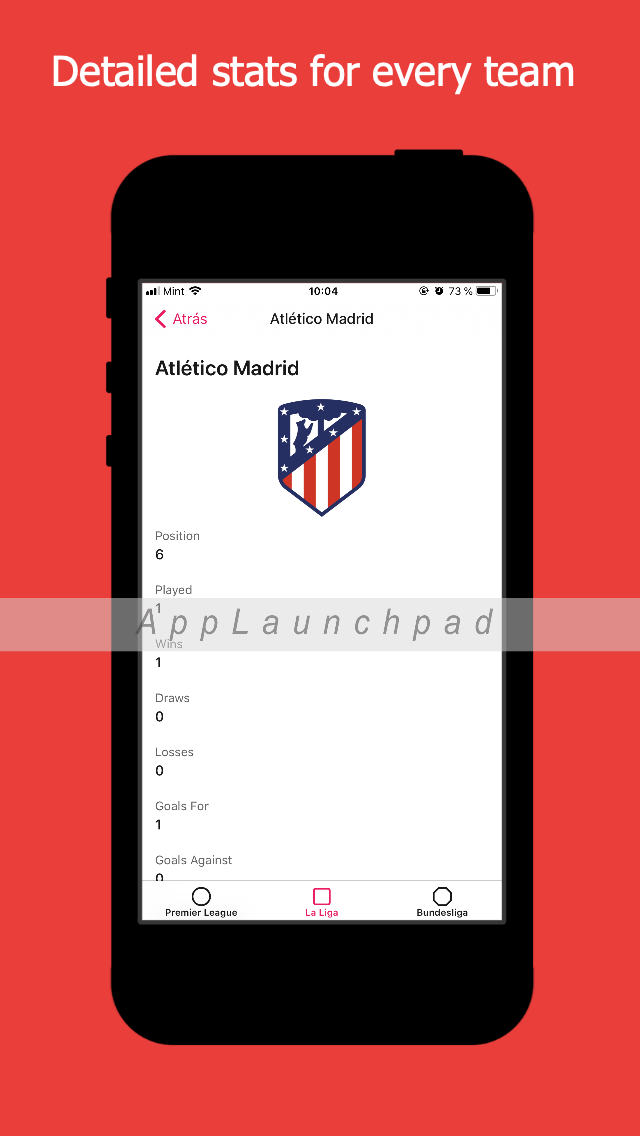 Detailed stats for every team
Mint 10:04 73 %
Atrás Atlético Madrid
Atlético Madrid
Position
6
Played
1
AppLaunchpad
Wins
1
Draws
0
Losses
0
Goals For
1
Goals Against
0
Premier League La Liga Bundesliga